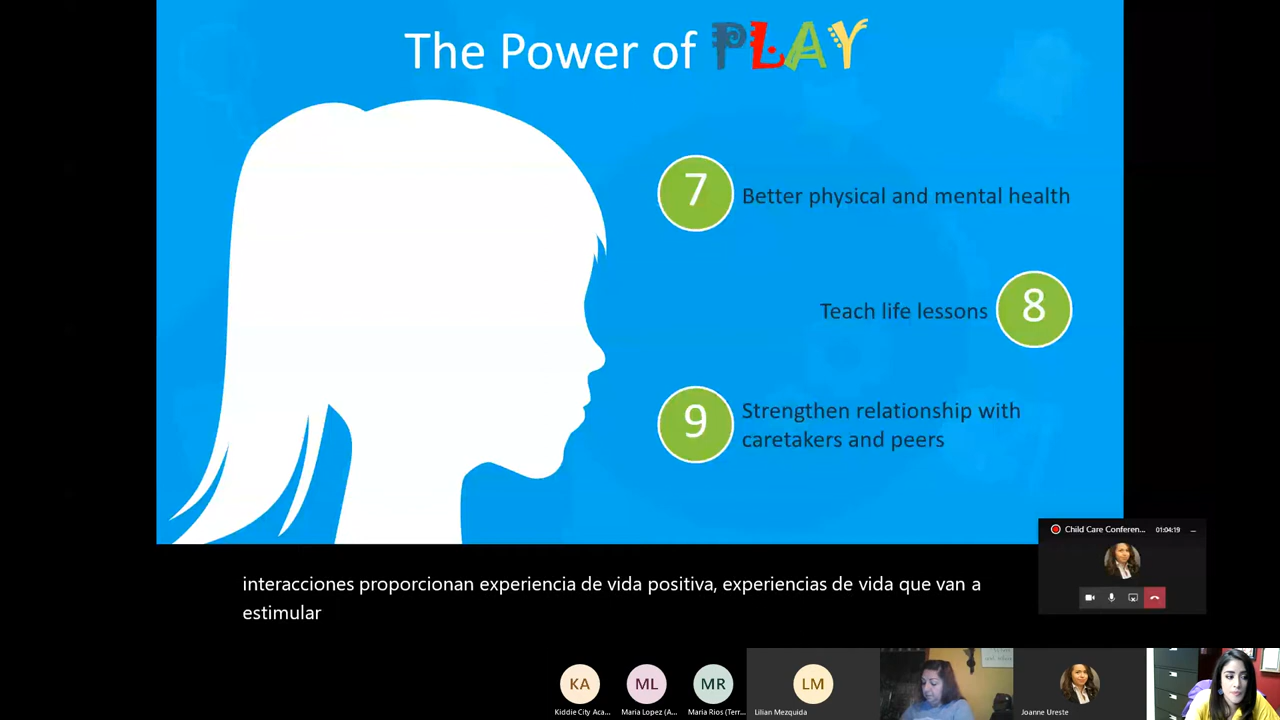 The Power of PLAY
7
Better physical and mental health
Teach life lessons
8
9
Strengthen relationship with
caretakers and peers
Child Care Conferen...
01:04:19
interacciones proporcionan experiencia de vida positiva, experiencias de vida que van a
estimular
KA
ML
MR
LM
Kiddie City Aca...
Maria Lopez (A...
Maria Rios (Terr...
Lilian Mezquida
Joanne Ureste